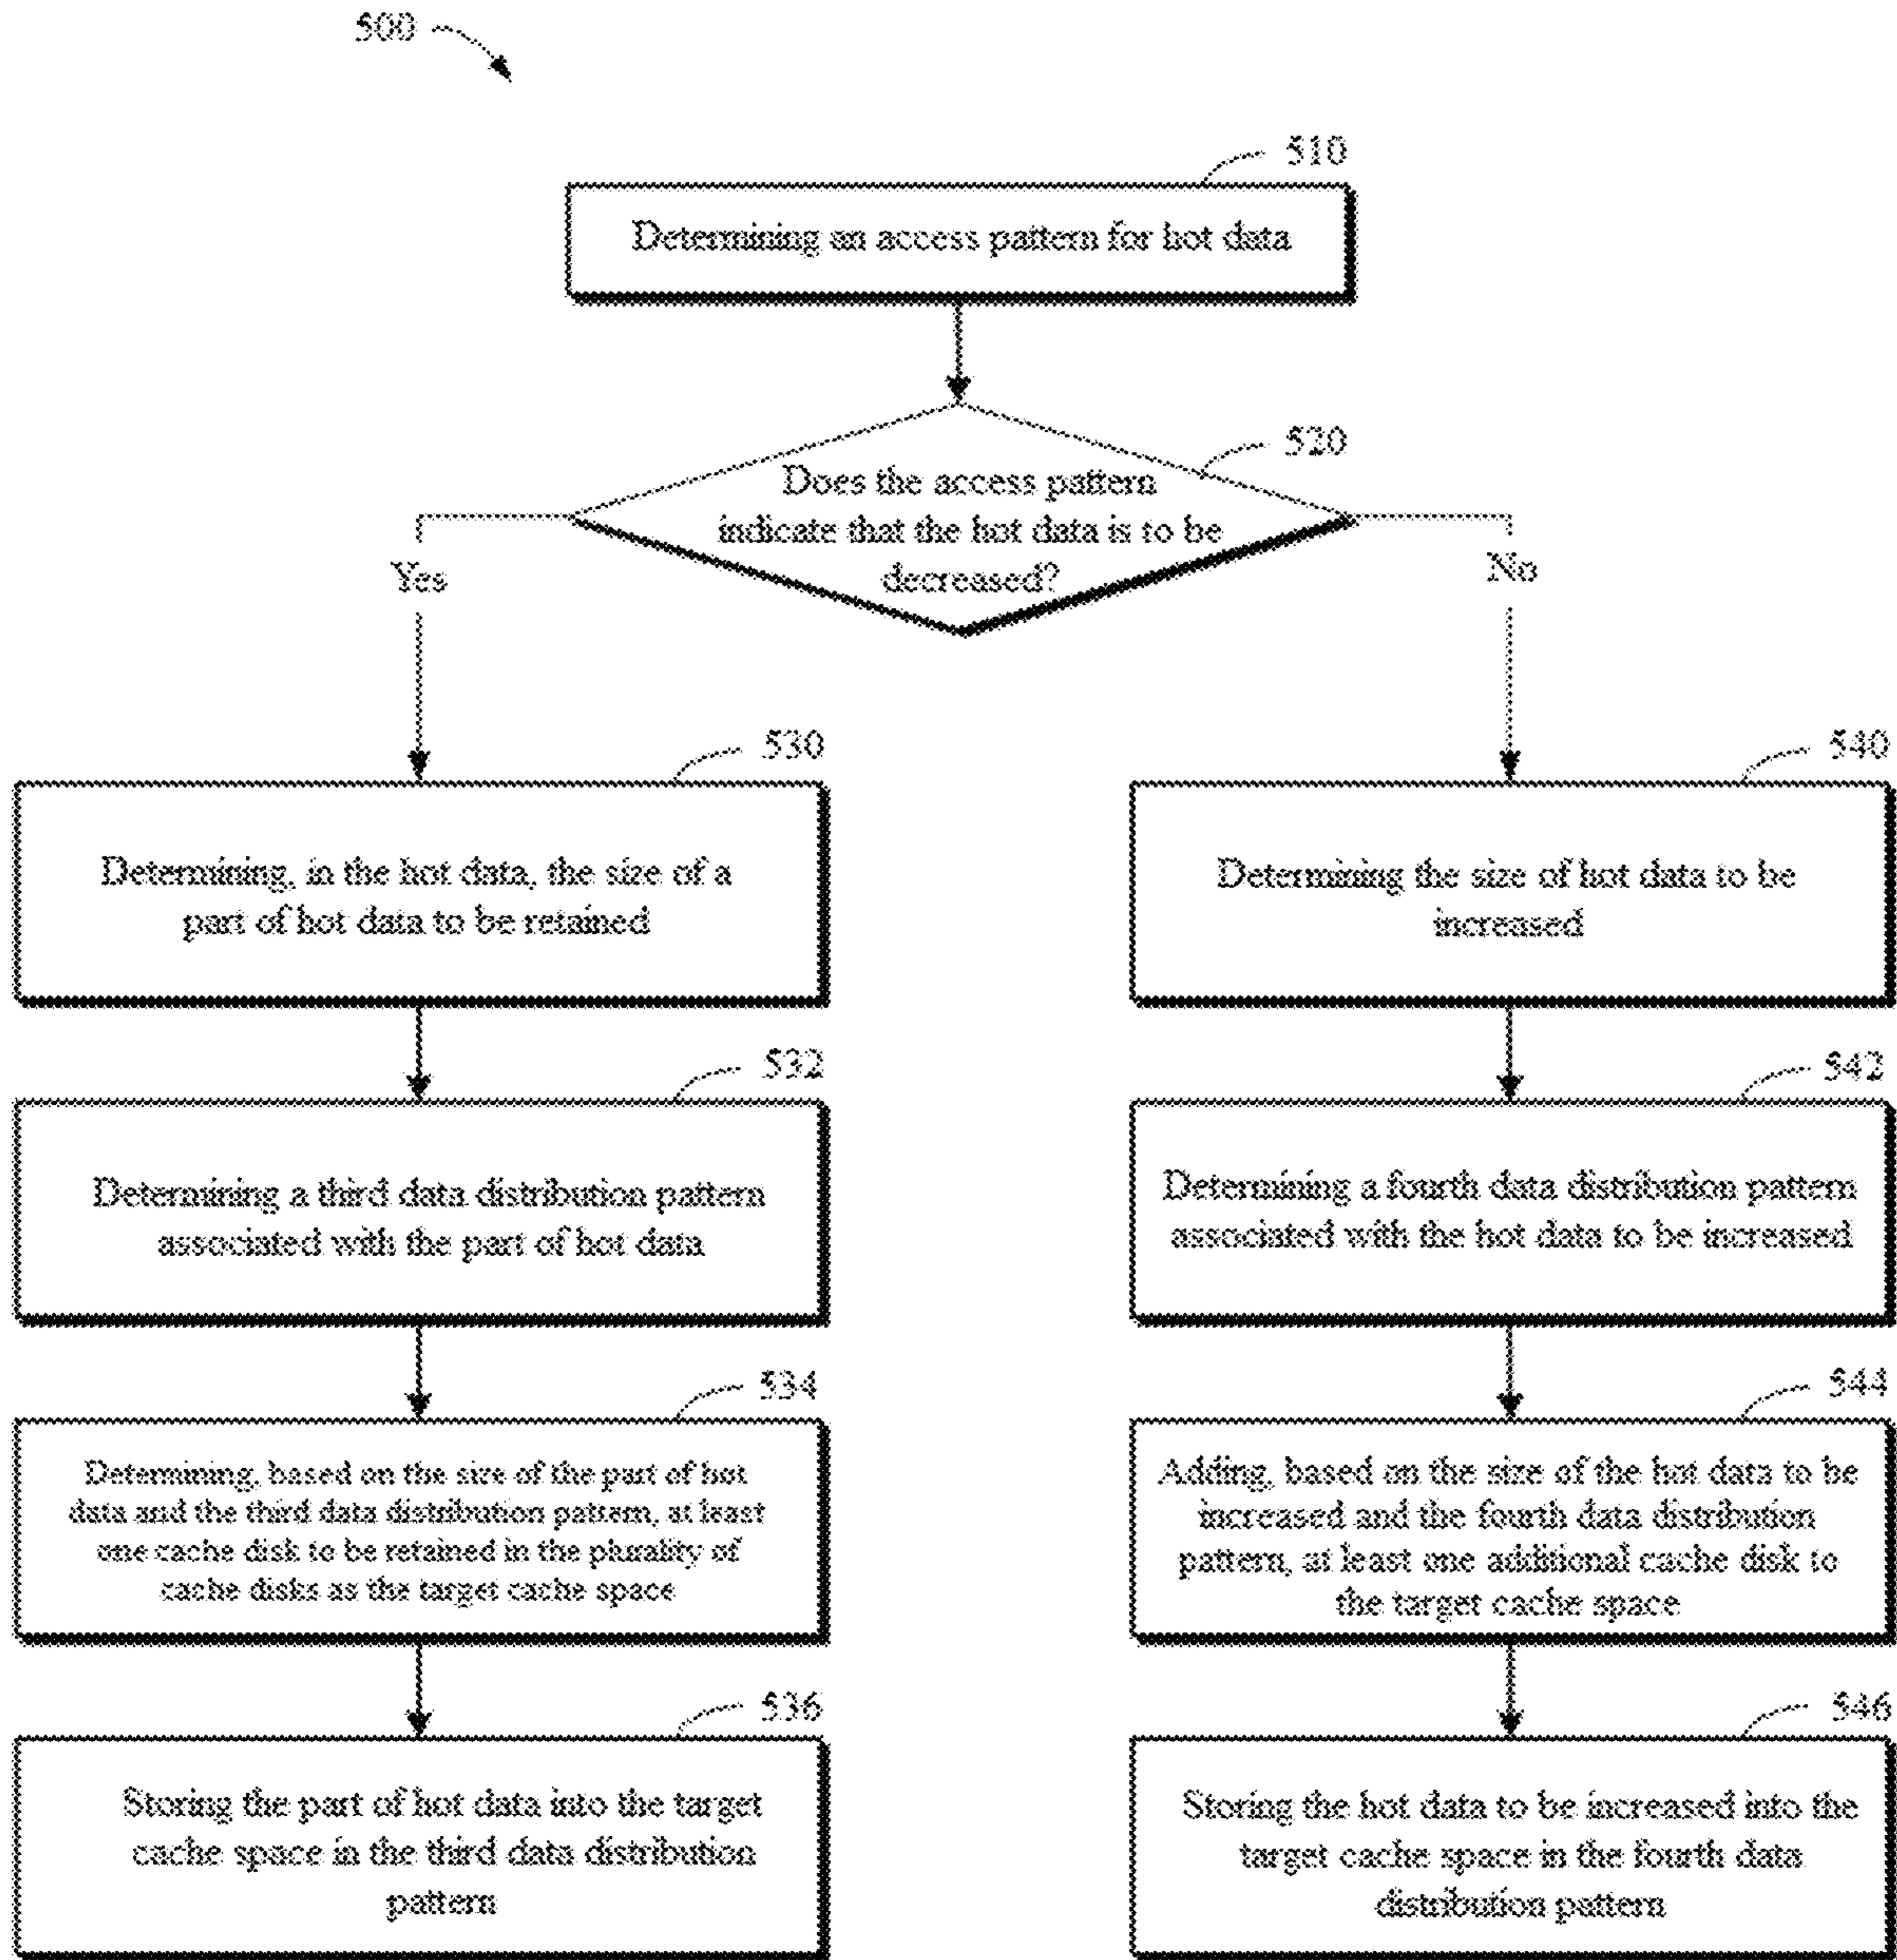 500
510
Determining an access pattern for hot data
520
Does the access pattern
indicate that the hot data is to be
decreased?
Yes
No
530
Determining, in the hot data, the size of a
part of hot data to be retained
540
Determining the size of hot data to be
increased
532
Determining a third data distribution pattern
associated with the part of hot data
542
Determining a fourth data distribution pattern
associated with the hot data to be increased
534
Determining, based on the size of the part of hot
data and the third data distribution pattern, at least
one cache disk to be retained in the plurality of
cache disks as the target cache space
544
Adding, based on the size of the hot data to be
increased and the fourth data distribution
pattern, at least one additional cache disk to
the target cache space
536
Storing the part of hot data into the target
cache space in the third data distribution
pattern
546
Storing the hot data to be increased into the
target cache space in the fourth data
distribution pattern